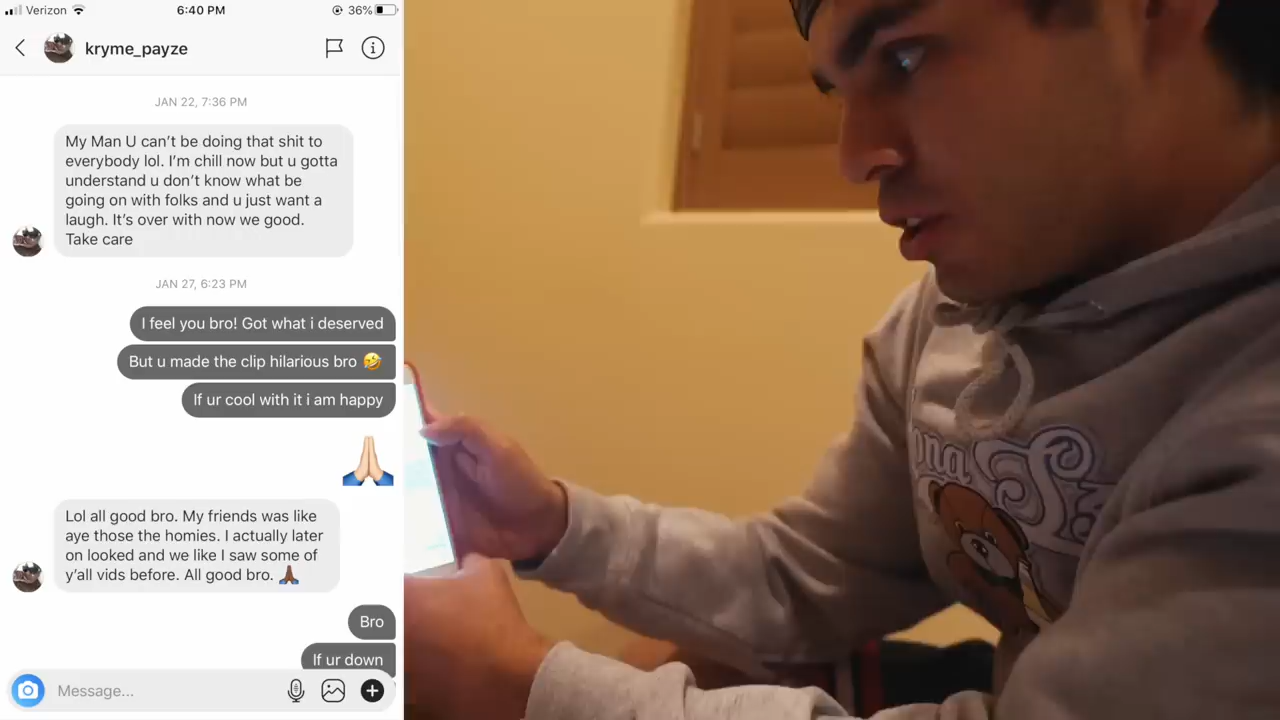 Verizon 6:40 PM 36%
kryme_payze
JAN 22, 7:36 PM
My Man U can't be doing that shit to
everybody lol. I'm chill now but u gotta
understand u don't know what be
going on with folks and u just want a
laugh. It's over with now we good.
Take care
JAN 27, 6:23 PM
I feel you bro! Got what i deserved
But u made the clip hilarious bro 🤣
If ur cool with it i am happy
🙏🏻
Lol all good bro. My friends was like
aye those the homies. I actually later
on looked and we like I saw some of
y'all vids before. All good bro. 🙏🏾
Bro
If ur down
Message...